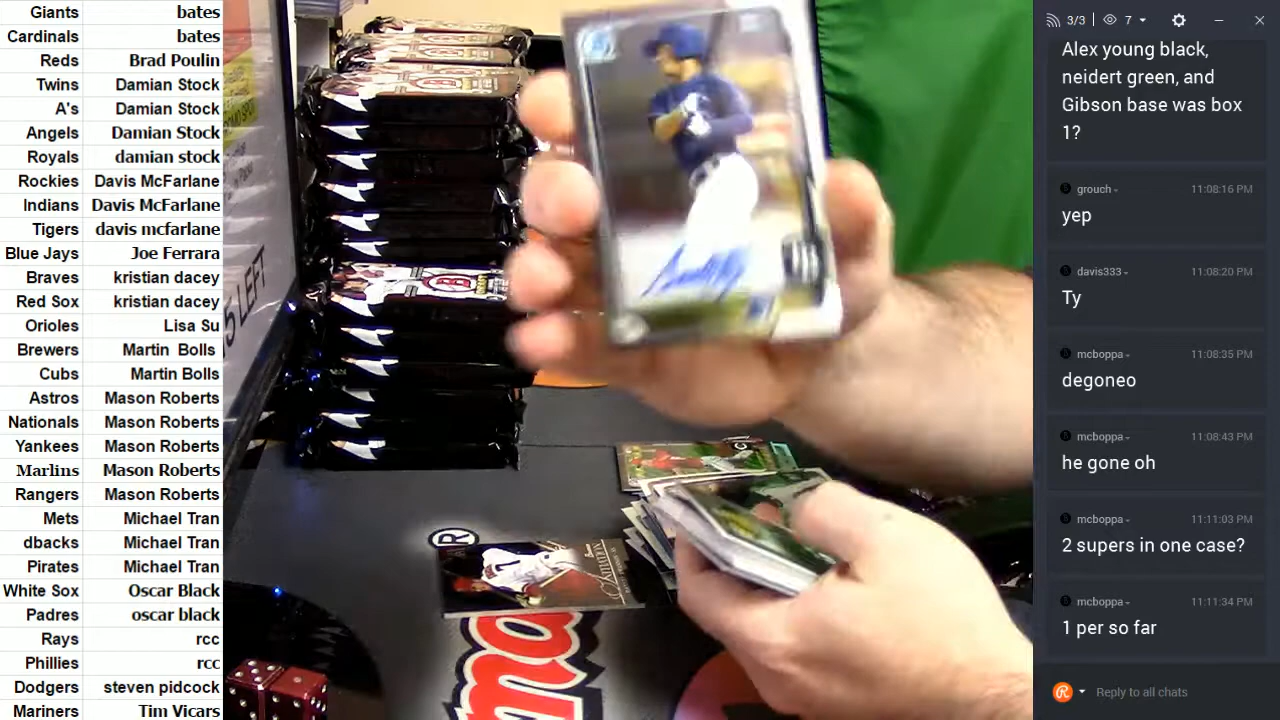 Giants bates
Cardinals bates
Reds Brad Poulin
Twins Damian Stock
A's Damian Stock
Angels Damian Stock
Royals damian stock
Rockies Davis McFarlane
Indians Davis McFarlane
Tigers davis mcfarlane
Blue Jays Joe Ferrara
Braves kristian dacey
Red Sox kristian dacey
Orioles Lisa Su
Brewers Martin Bolls
Cubs Martin Bolls
Astros Mason Roberts
Nationals Mason Roberts
Yankees Mason Roberts
Marlins Mason Roberts
Rangers Mason Roberts
Mets Michael Tran
dbacks Michael Tran
Pirates Michael Tran
White Sox Oscar Black
Padres oscar black
Rays rcc
Phillies rcc
Dodgers steven pidcock
Mariners Tim Vicars
LEFT
R
ma
3/3 7
Alex young black,
neidert green, and
Gibson base was box
1?
grouch 11:08:16 PM
yep
davis333 11:08:20 PM
Ty
mcboppa 11:08:35 PM
degoneo
mcboppa 11:08:43 PM
he gone oh
mcboppa 11:11:03 PM
2 supers in one case?
mcboppa 11:11:34 PM
1 per so far
Reply to all chats